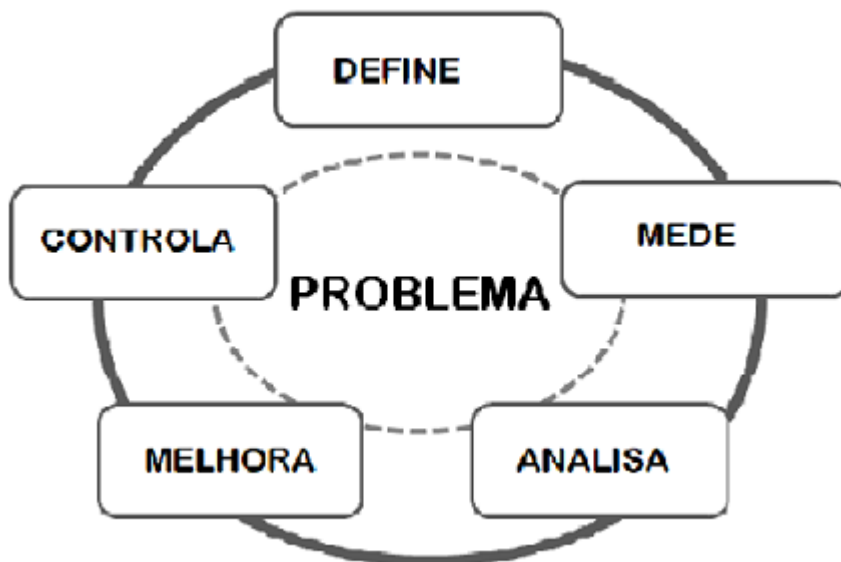 DEFINE
MEDE
CONTROLA
PROBLEMA
MELHORA
ANALISA